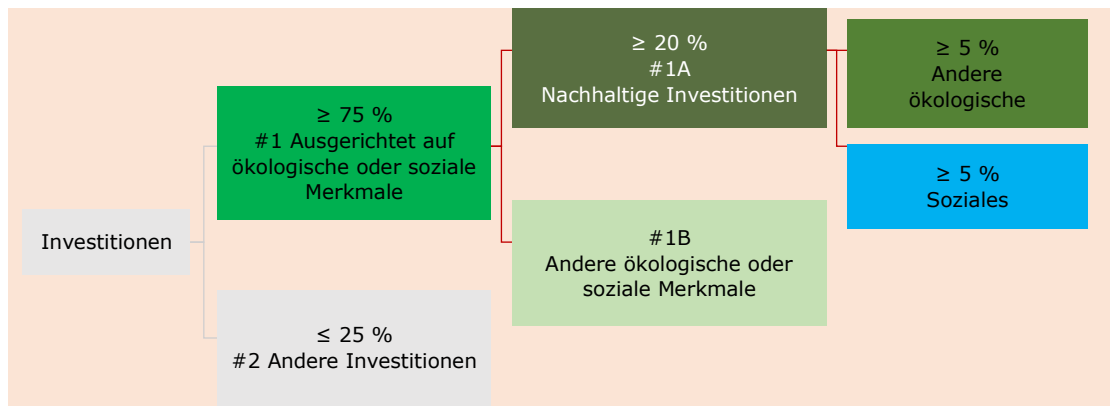 Investitionen
≥ 75 %
#1 Ausgerichtet auf
ökologische oder soziale
Merkmale
≤ 25 %
#2 Andere Investitionen
≥ 20 %
#1A
Nachhaltige Investitionen
#1B
Andere ökologische oder
soziale Merkmale
≥ 5 %
Andere
ökologische
≥ 5 %
Soziales